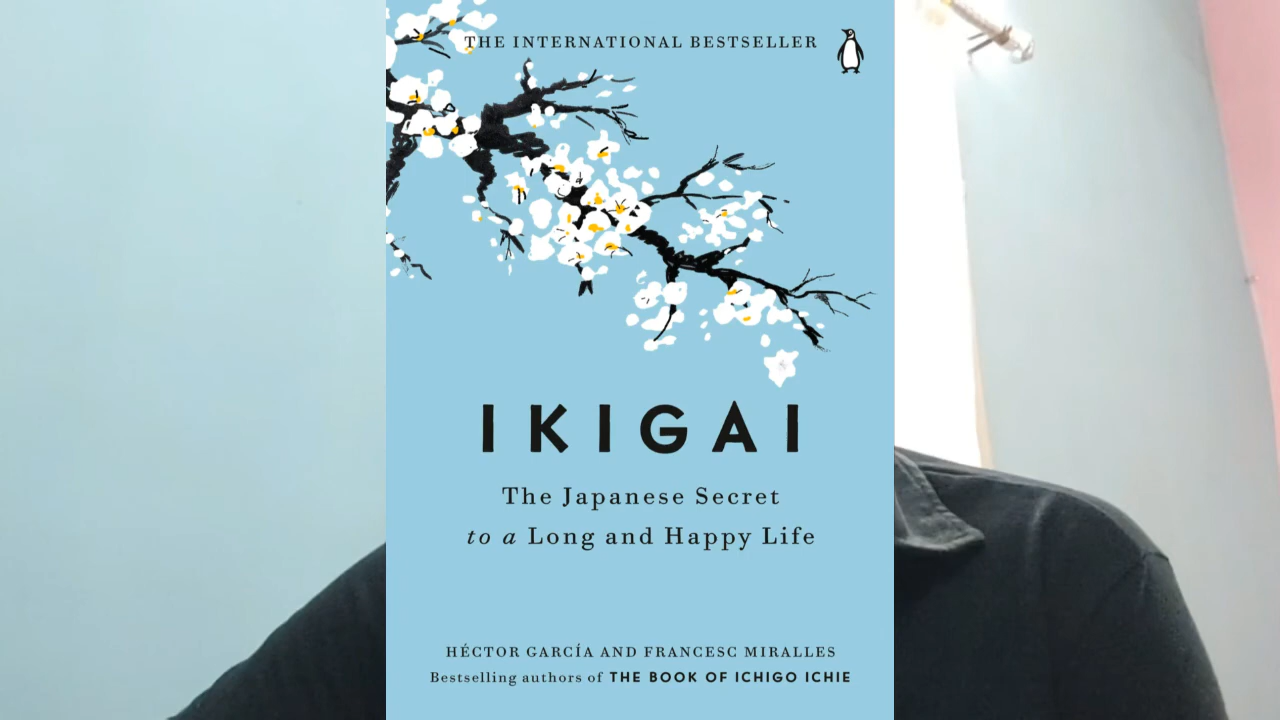 THE INTERNATIONAL BESTSELLER
IKIGAI
The Japanese Secret
to a Long and Happy Life
HÉCTOR GARCÍA AND FRANCESC MIRALLES
Bestselling authors of THE BOOK OF ICHIGO ICHIE